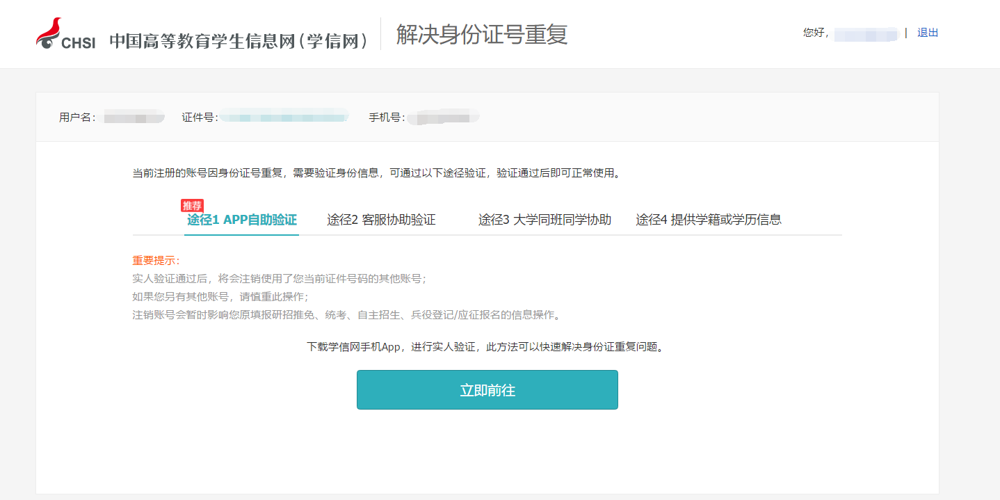 CHSI 中国高等教育学生信息网(学信网) 解决身份证号重复 您好, | 退出
用户名: 证件号: 手机号:
当前注册的账号因身份证号重复，需要验证身份信息，可通过以下途径验证，验证通过后即可正常使用。
推荐
途径1 APP自助验证 途径2 客服协助验证 途径3 大学同班同学协助 途径4 提供学籍或学历信息
重要提示:
实人验证通过后，将会注销使用了您当前证件号码的其他账号；
如果您另有其他账号，请慎重此操作；
注销账号会暂时影响您原填报研招推免、统考、自主招生、兵役登记/应征报名的信息操作。
下载学信网手机App，进行实人验证，此方法可以快速解决身份证重复问题。
立即前往